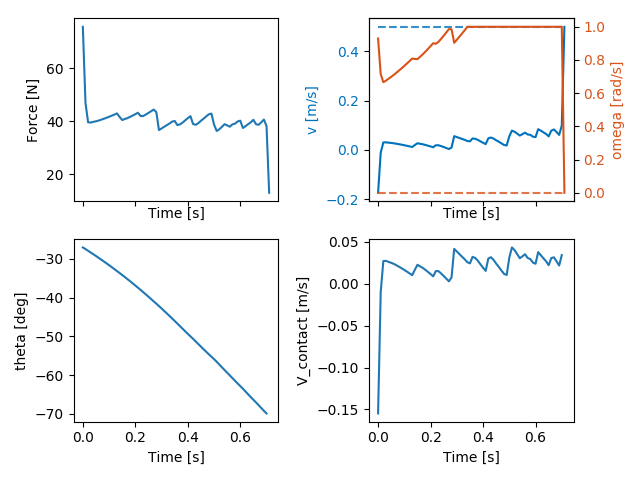 Force [N]
60
40
20
Time [s]
v [m/s]
0.4
0.2
0.0
−0.2
Time [s]
omega [rad/s]
1.0
0.8
0.6
0.4
0.2
0.0
theta [deg]
−30
−40
−50
−60
−70
0.0 0.2 0.4 0.6
Time [s]
V_contact [m/s]
0.05
0.00
−0.05
−0.10
−0.15
0.0 0.2 0.4 0.6
Time [s]